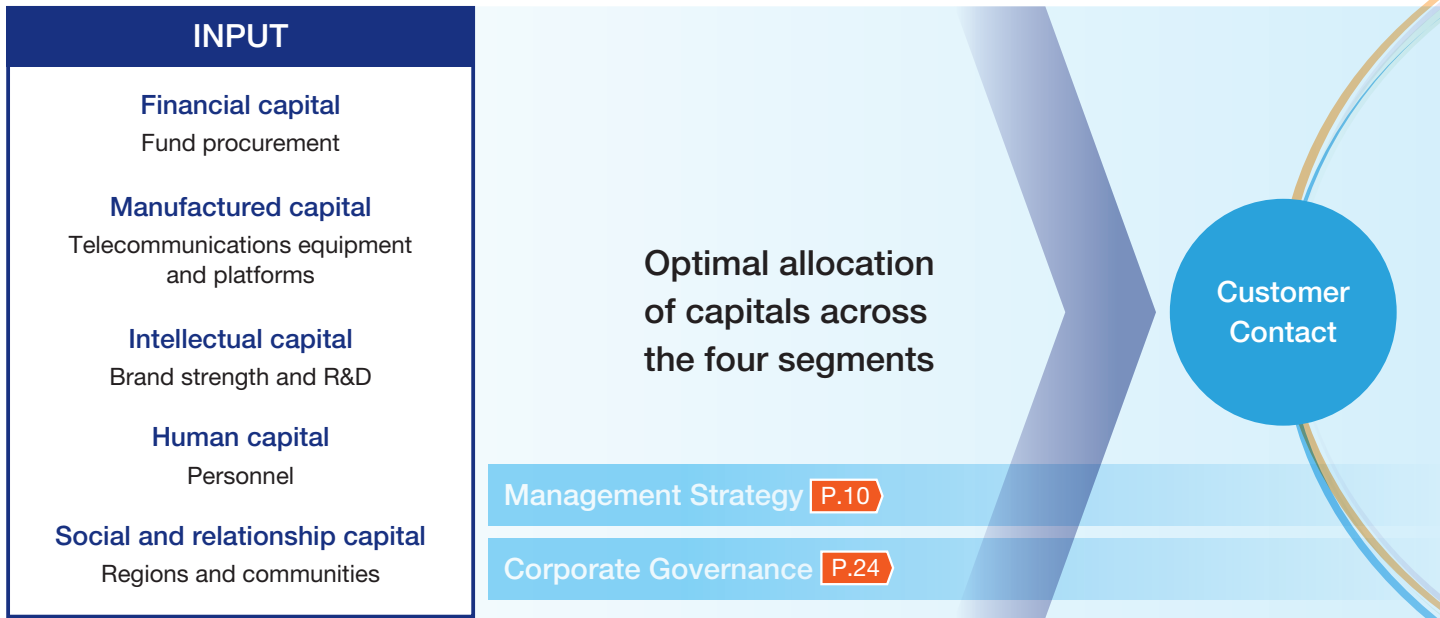 INPUT
Financial capital
Fund procurement
Manufactured capital
Telecommunications equipment
and platforms
Intellectual capital
Brand strength and R&D
Human capital
Personnel
Social and relationship capital
Regions and communities
Optimal allocation
of capitals across
the four segments
Management Strategy P.10
Corporate Governance P.24
Customer
Contact